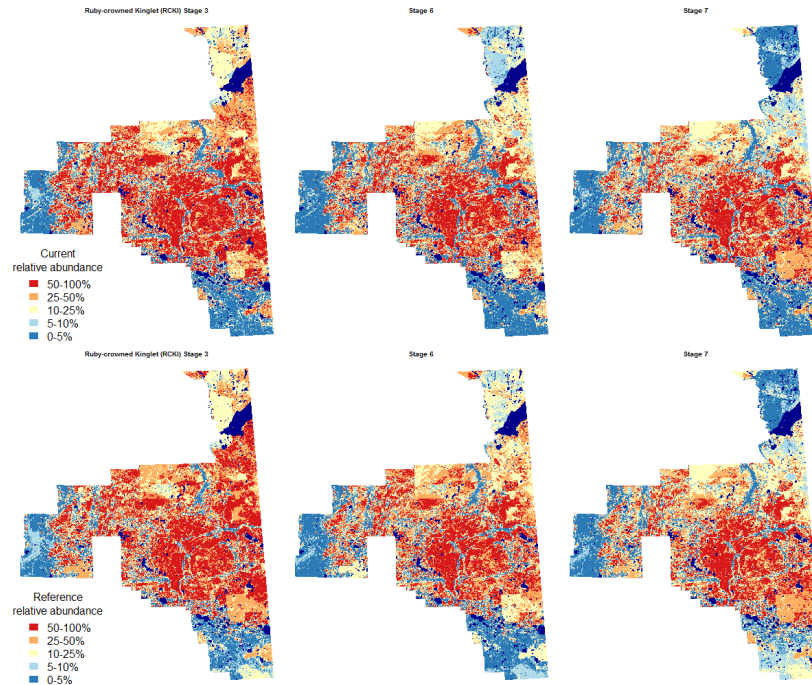 Ruby-crowned Kinglet (RCKI) Stage 3
Stage 6
Stage 7
Current
relative abundance
50-100%
25-50%
10-25%
5-10%
0-5%
Ruby-crowned Kinglet (RCKI) Stage 3
Stage 6
Stage 7
Reference
relative abundance
50-100%
25-50%
10-25%
5-10%
0-5%